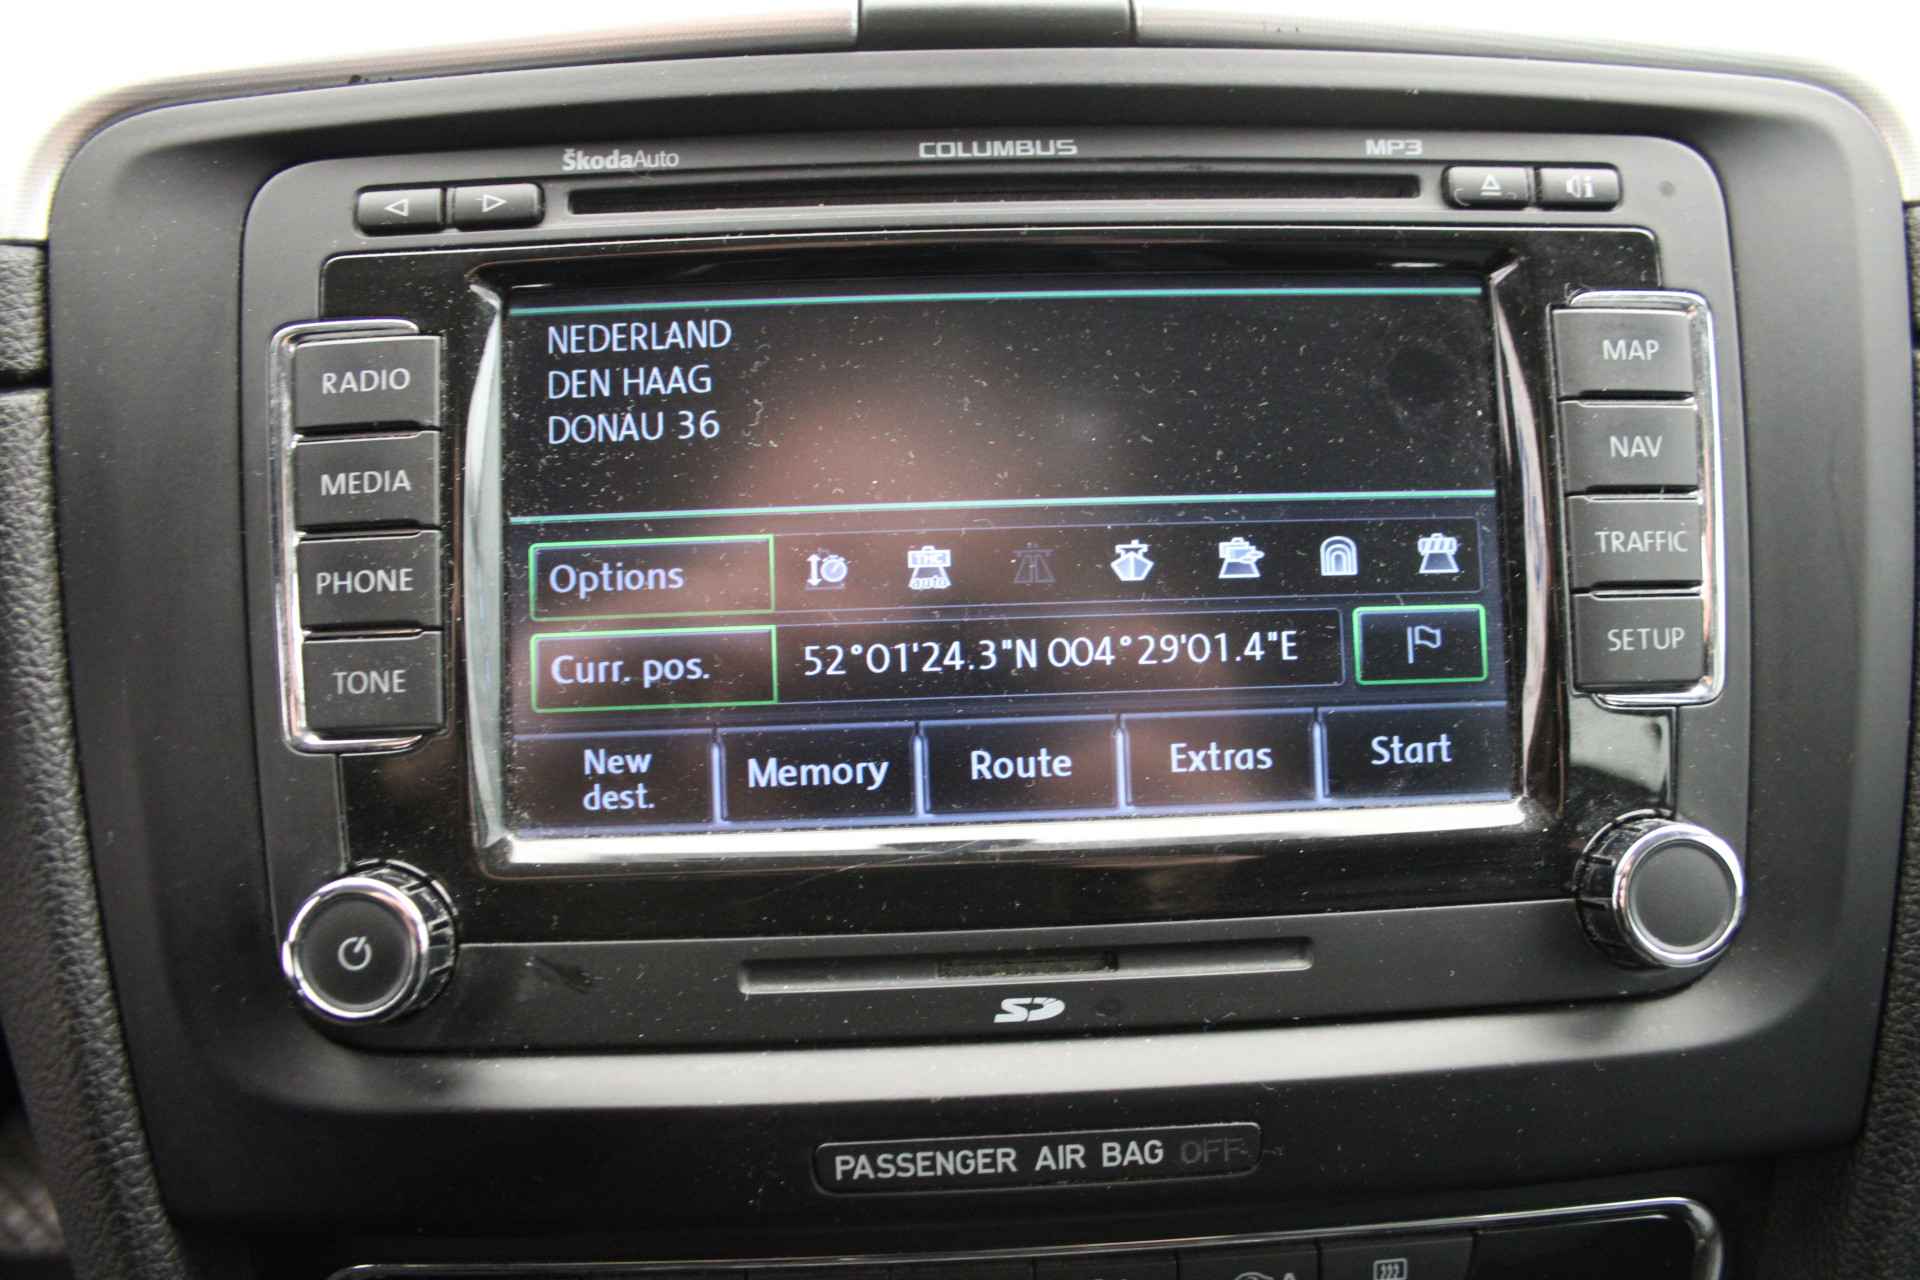 ŠkodaAuto COLUMBUS MP3
RADIO
MEDIA
PHONE
TONE
NEDERLAND
DEN HAAG
DONAU 36
Options
auto
Curr. pos. 52°01'24.3"N 004°29'01.4"E
New dest.
Memory
Route
Extras
Start
MAP
NAV
TRAFFIC
SETUP
SD
PASSENGER AIR BAG OFF